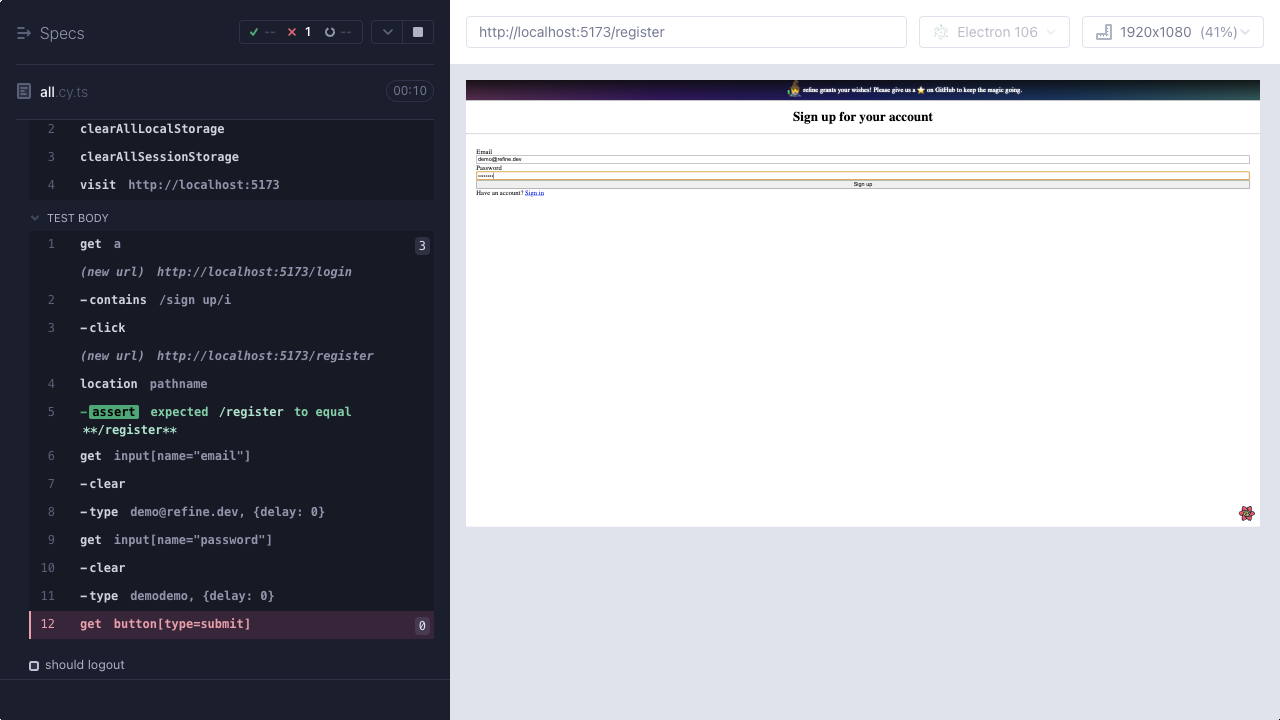 Specs
-- 1 --
all.cy.ts 00:10
2 clearAllLocalStorage
3 clearAllSessionStorage
4 visit http://localhost:5173
TEST BODY
1 get a 3
(new url) http://localhost:5173/login
2 -contains /sign up/i
3 -click
(new url) http://localhost:5173/register
4 location pathname
5 -assert expected /register to equal
**/register**
6 get input[name="email"]
7 -clear
8 -type demo@refine.dev, {delay: 0}
9 get input[name="password"]
10 -clear
11 -type demodemo, {delay: 0}
12 get button[type=submit] 0
should logout
http://localhost:5173/register
Electron 106
1920x1080 (41%)
refine grants your wishes! Please give us a ⭐ on GitHub to keep the magic going.
Sign up for your account
Email
demo@refine.dev
Password
••••••••
Sign up
Have an account? Sign in